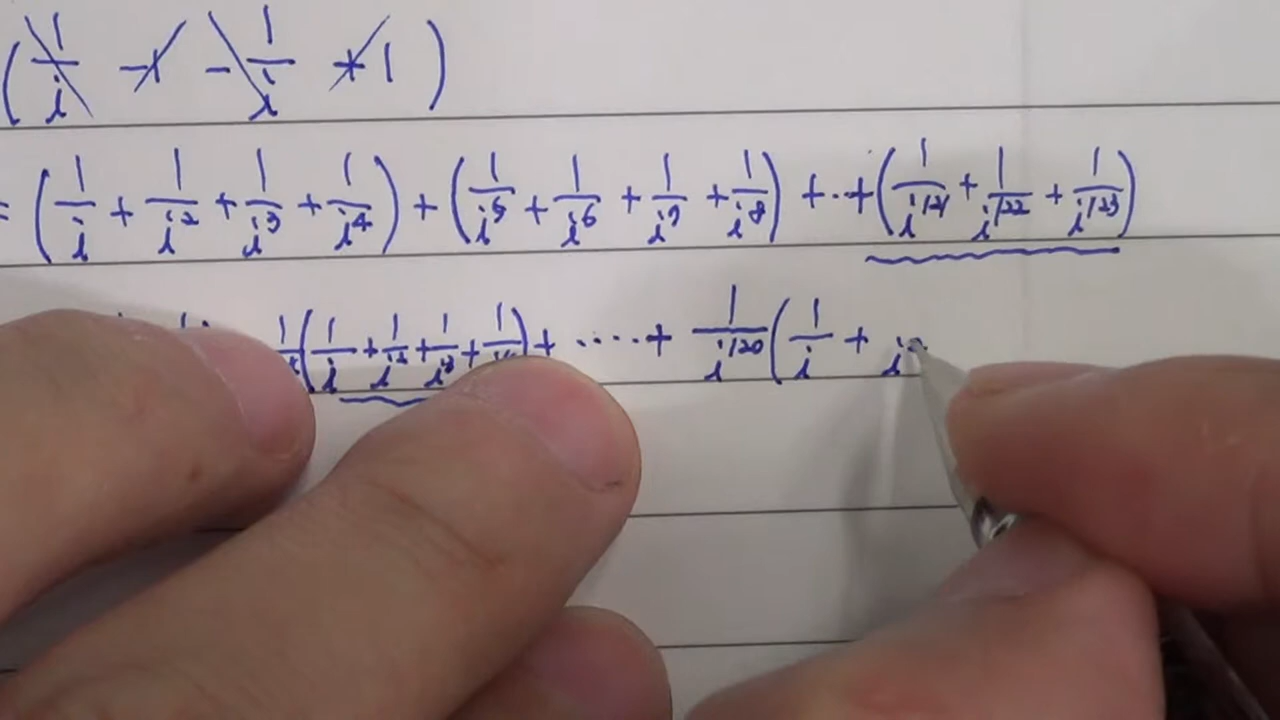 (1/i - 1 - 1/i + 1)
= (1/i + 1/i² + 1/i³ + 1/i⁴) + (1/i⁵ + 1/i⁶ + 1/i⁷ + 1/i⁸) + ..+ (1/i¹²¹ + 1/i¹²² + 1/i¹²³)
(1/i + 1/i² + 1/i³ + 1/i⁴) + ..... + 1/i¹²⁰ (1/i + i²